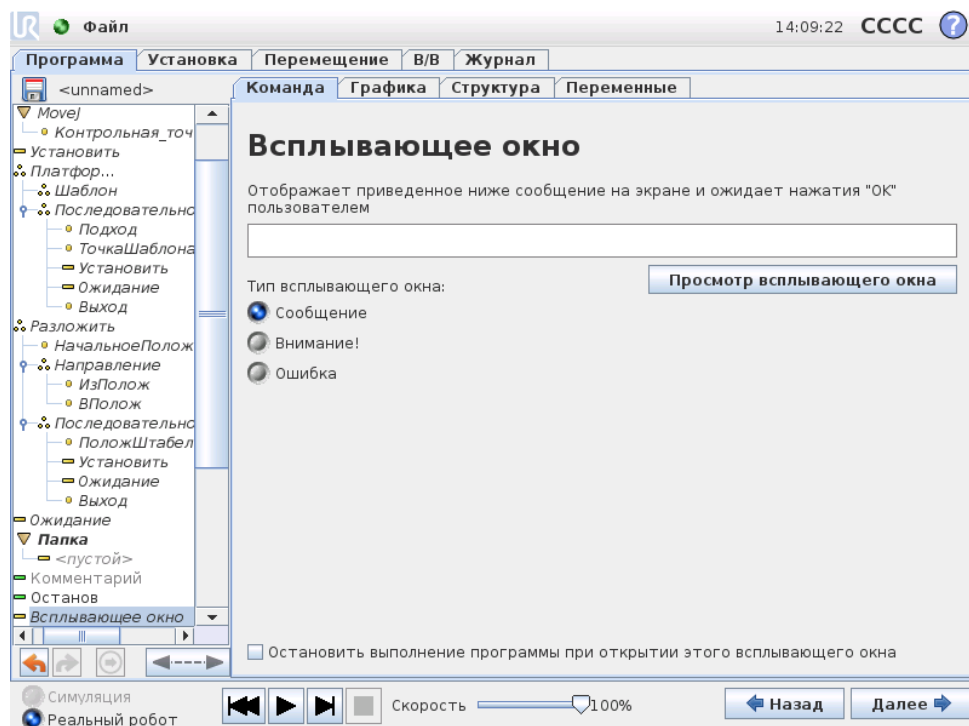 UR Файл 14:09:22 CCCC ?
Программа Установка Перемещение В/В Журнал
<unnamed> Команда Графика Структура Переменные
MoveJ
Контрольная_точ
Установить
Платфор...
Шаблон
Последовательно
Подход
ТочкаШаблона
Установить
Ожидание
Выход
Разложить
НачальноеПолож
Направление
ИзПолож
ВПолож
Последовательно
ПоложШтабел
Установить
Ожидание
Выход
Ожидание
Папка
<пустой>
Комментарий
Останов
Всплывающее окно
Всплывающее окно
Отображает приведенное ниже сообщение на экране и ожидает нажатия "OK"
пользователем
Просмотр всплывающего окна
Тип всплывающего окна:
Сообщение
Внимание!
Ошибка
Остановить выполнение программы при открытии этого всплывающего окна
Симуляция
Реальный робот
Скорость 100%
Назад Далее